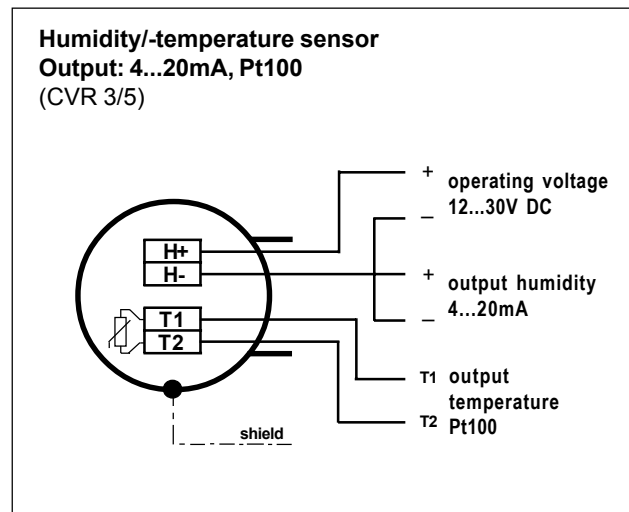 Humidity/-temperature sensor
Output: 4...20mA, Pt100
(CVR 3/5)
+ operating voltage
12...30V DC
–
H+
H-
+ output humidity
4...20mA
–
T1
T2
T1 output
temperature
T2 Pt100
shield